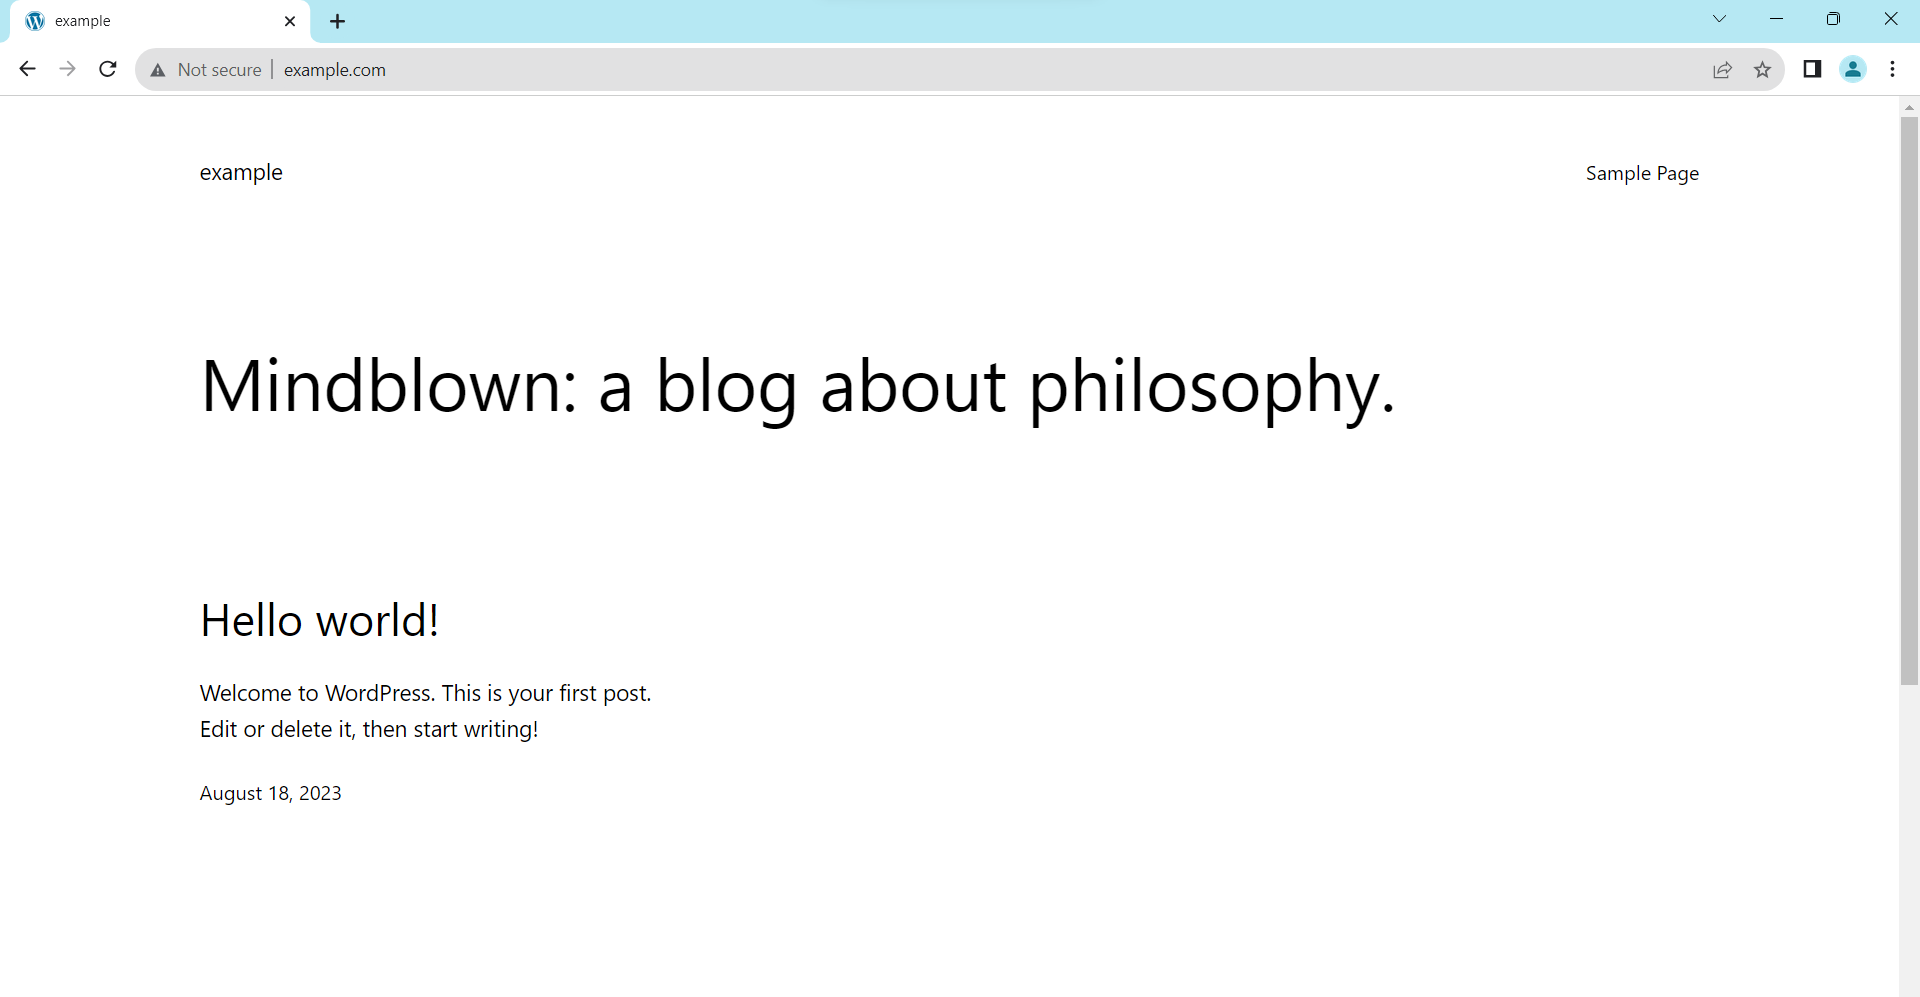 example
Not secure | example.com
example
Sample Page
Mindblown: a blog about philosophy.
Hello world!
Welcome to WordPress. This is your first post.
Edit or delete it, then start writing!
August 18, 2023